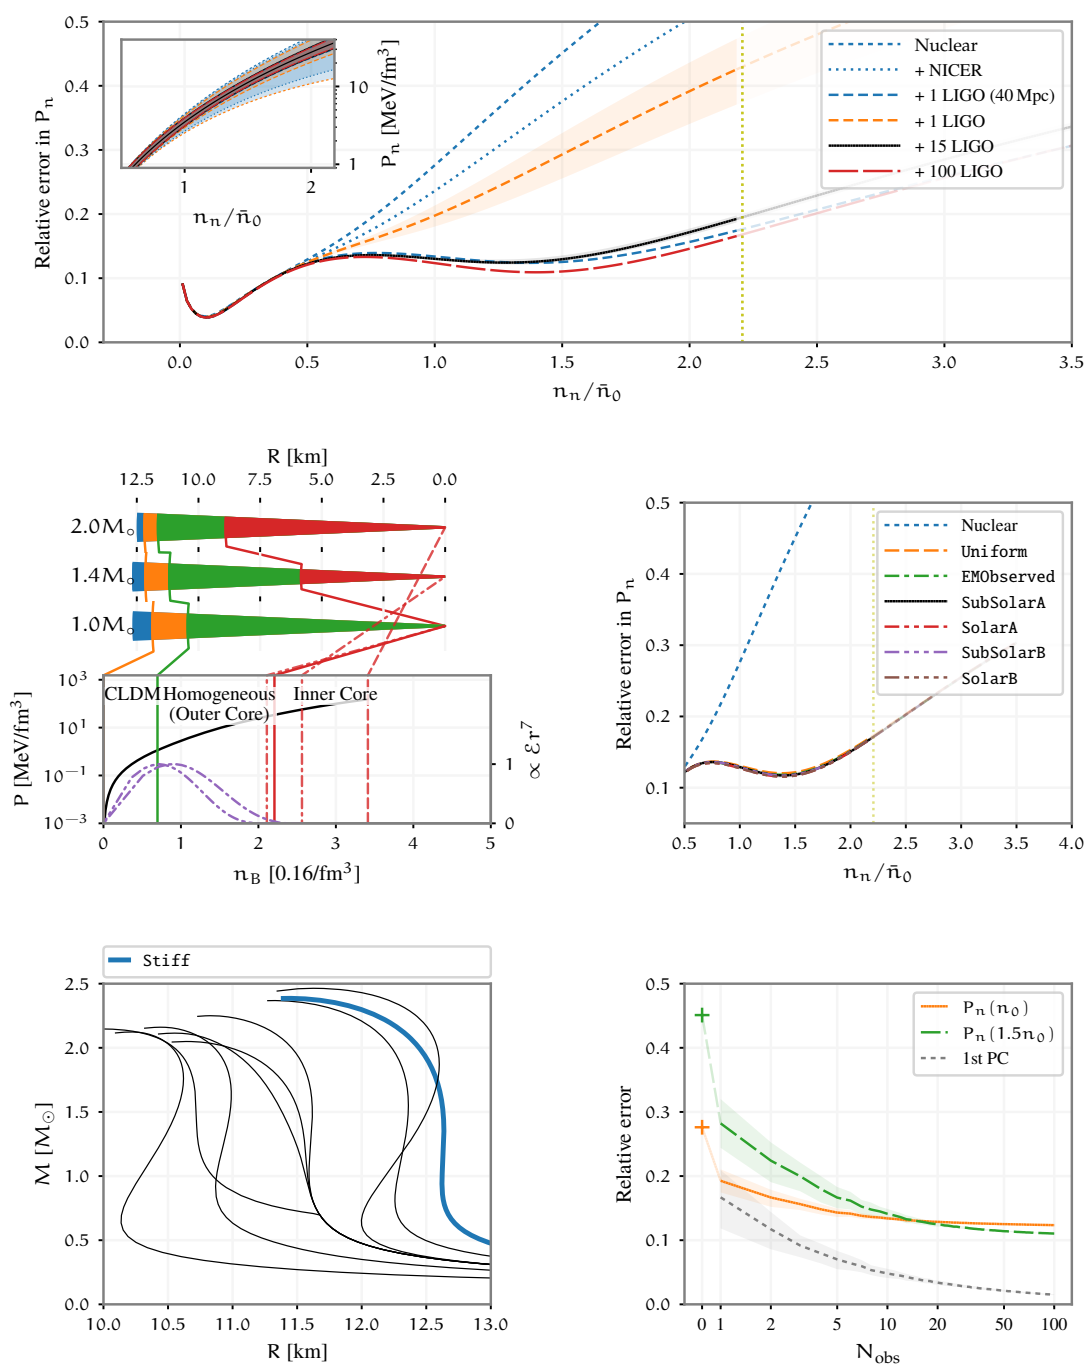 0.5
0.4
0.3
0.2
0.1
0.0
Relative error in Pₙ
10
1
Pₙ [MeV/fm³]
1 2
nₙ/n̄₀
Nuclear
+ NICER
+ 1 LIGO (40 Mpc)
+ 1 LIGO
+ 15 LIGO
+ 100 LIGO
0.0 0.5 1.0 1.5 2.0 2.5 3.0 3.5
nₙ/n̄₀
R [km]
12.5 10.0 7.5 5.0 2.5 0.0
2.0M☉
1.4M☉
1.0M☉
10³
10¹
10⁻¹
10⁻³
P [MeV/fm³]
CLDM Homogeneous Inner Core
(Outer Core)
1
0
∝ ℰr⁷
0 1 2 3 4 5
n_B [0.16/fm³]
0.5
0.4
0.3
0.2
0.1
Relative error in Pₙ
Nuclear
Uniform
EMObserved
SubSolarA
SolarA
SubSolarB
SolarB
0.5 1.0 1.5 2.0 2.5 3.0 3.5 4.0
nₙ/n̄₀
Stiff
2.5
2.0
1.5
1.0
0.5
0.0
M [M☉]
10.0 10.5 11.0 11.5 12.0 12.5 13.0
R [km]
0.5
0.4
0.3
0.2
0.1
0.0
Relative error
Pₙ(n₀)
Pₙ(1.5n₀)
1st PC
0 1 2 5 10 20 50 100
N_obs